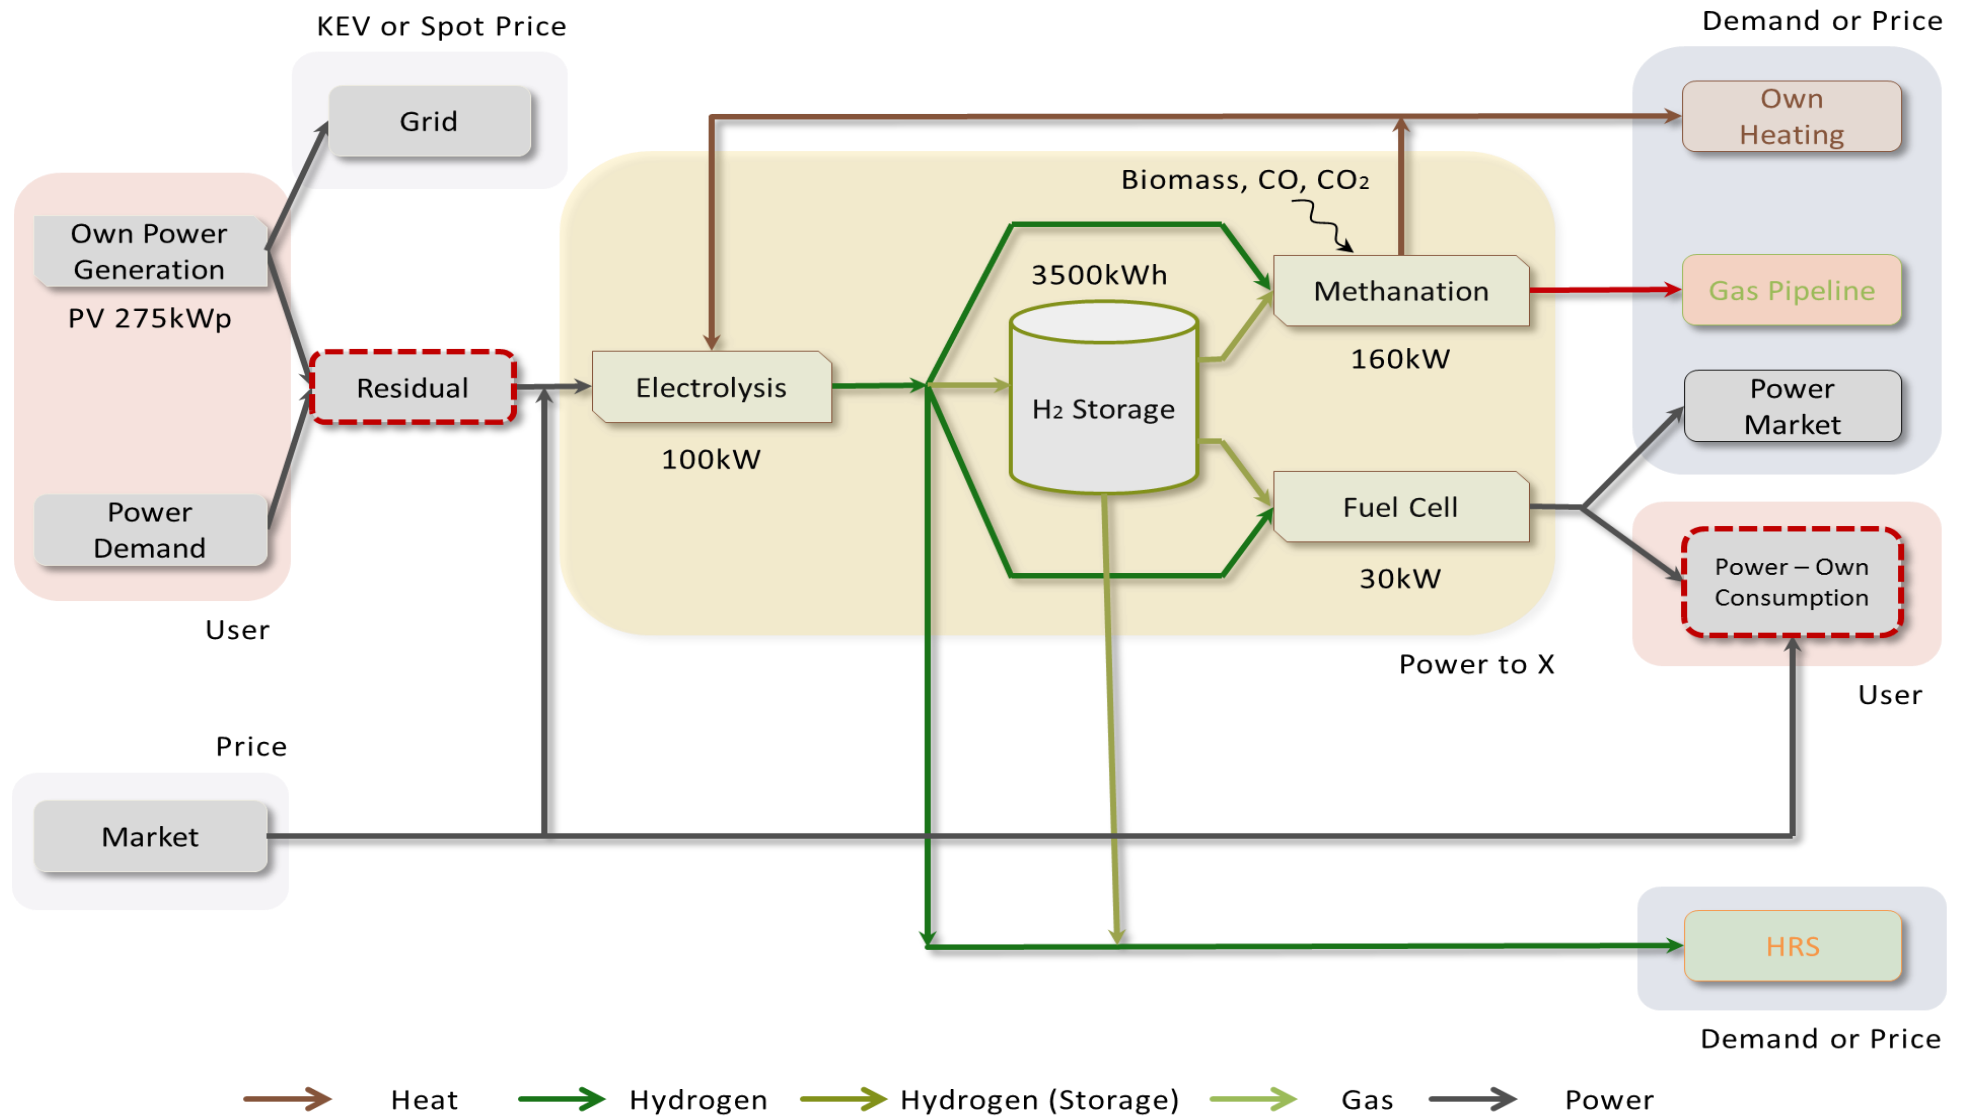 KEV or Spot Price
Demand or Price
Grid
Own
Heating
Biomass, CO, CO₂
Own Power
Generation
PV 275kWp
3500kWh
Methanation
Gas Pipeline
160kW
Residual
Electrolysis
H₂ Storage
Power
Market
100kW
Power
Demand
Fuel Cell
30kW
Power – Own
Consumption
User
Power to X
User
Price
Market
HRS
Demand or Price
Heat
Hydrogen
Hydrogen (Storage)
Gas
Power